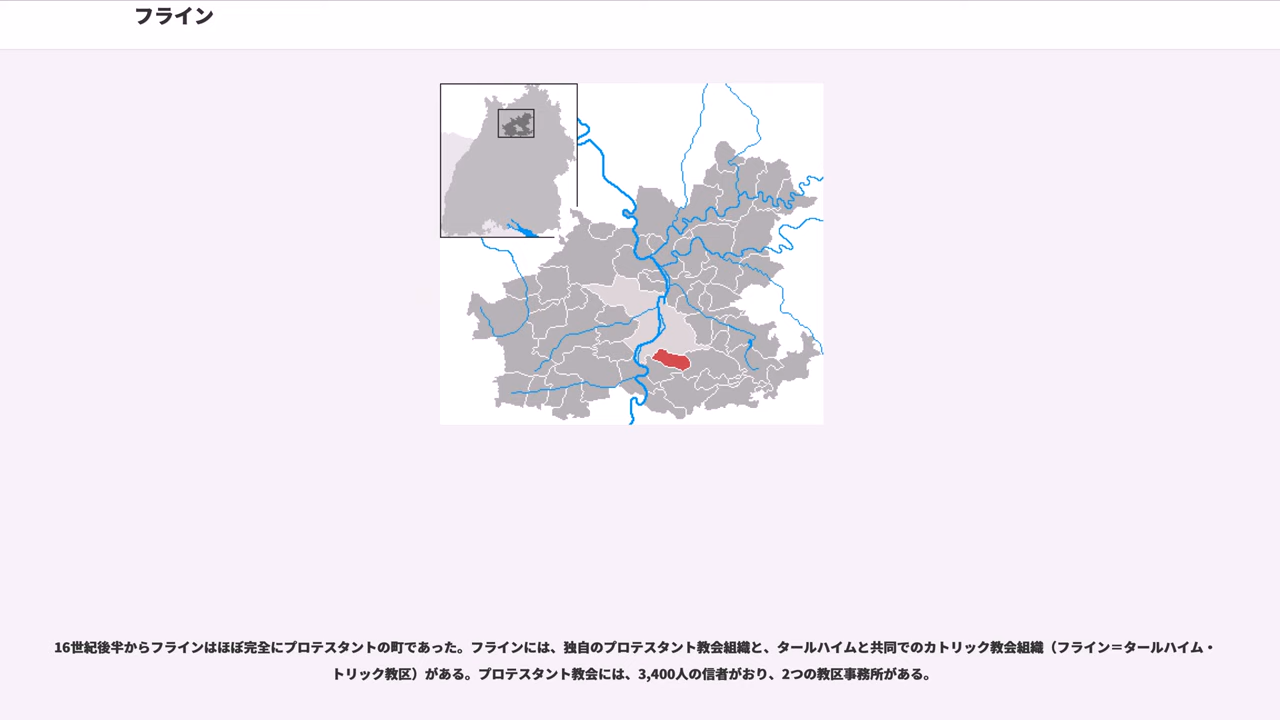 フライン
16世紀後半からフラインはほぼ完全にプロテスタントの町であった。フラインには、独自のプロテスタント教会組織と、タールハイムと共同でのカトリック教会組織（フライン＝タールハイム・
トリック教区）がある。プロテスタント教会には、3,400人の信者がおり、2つの教区事務所がある。